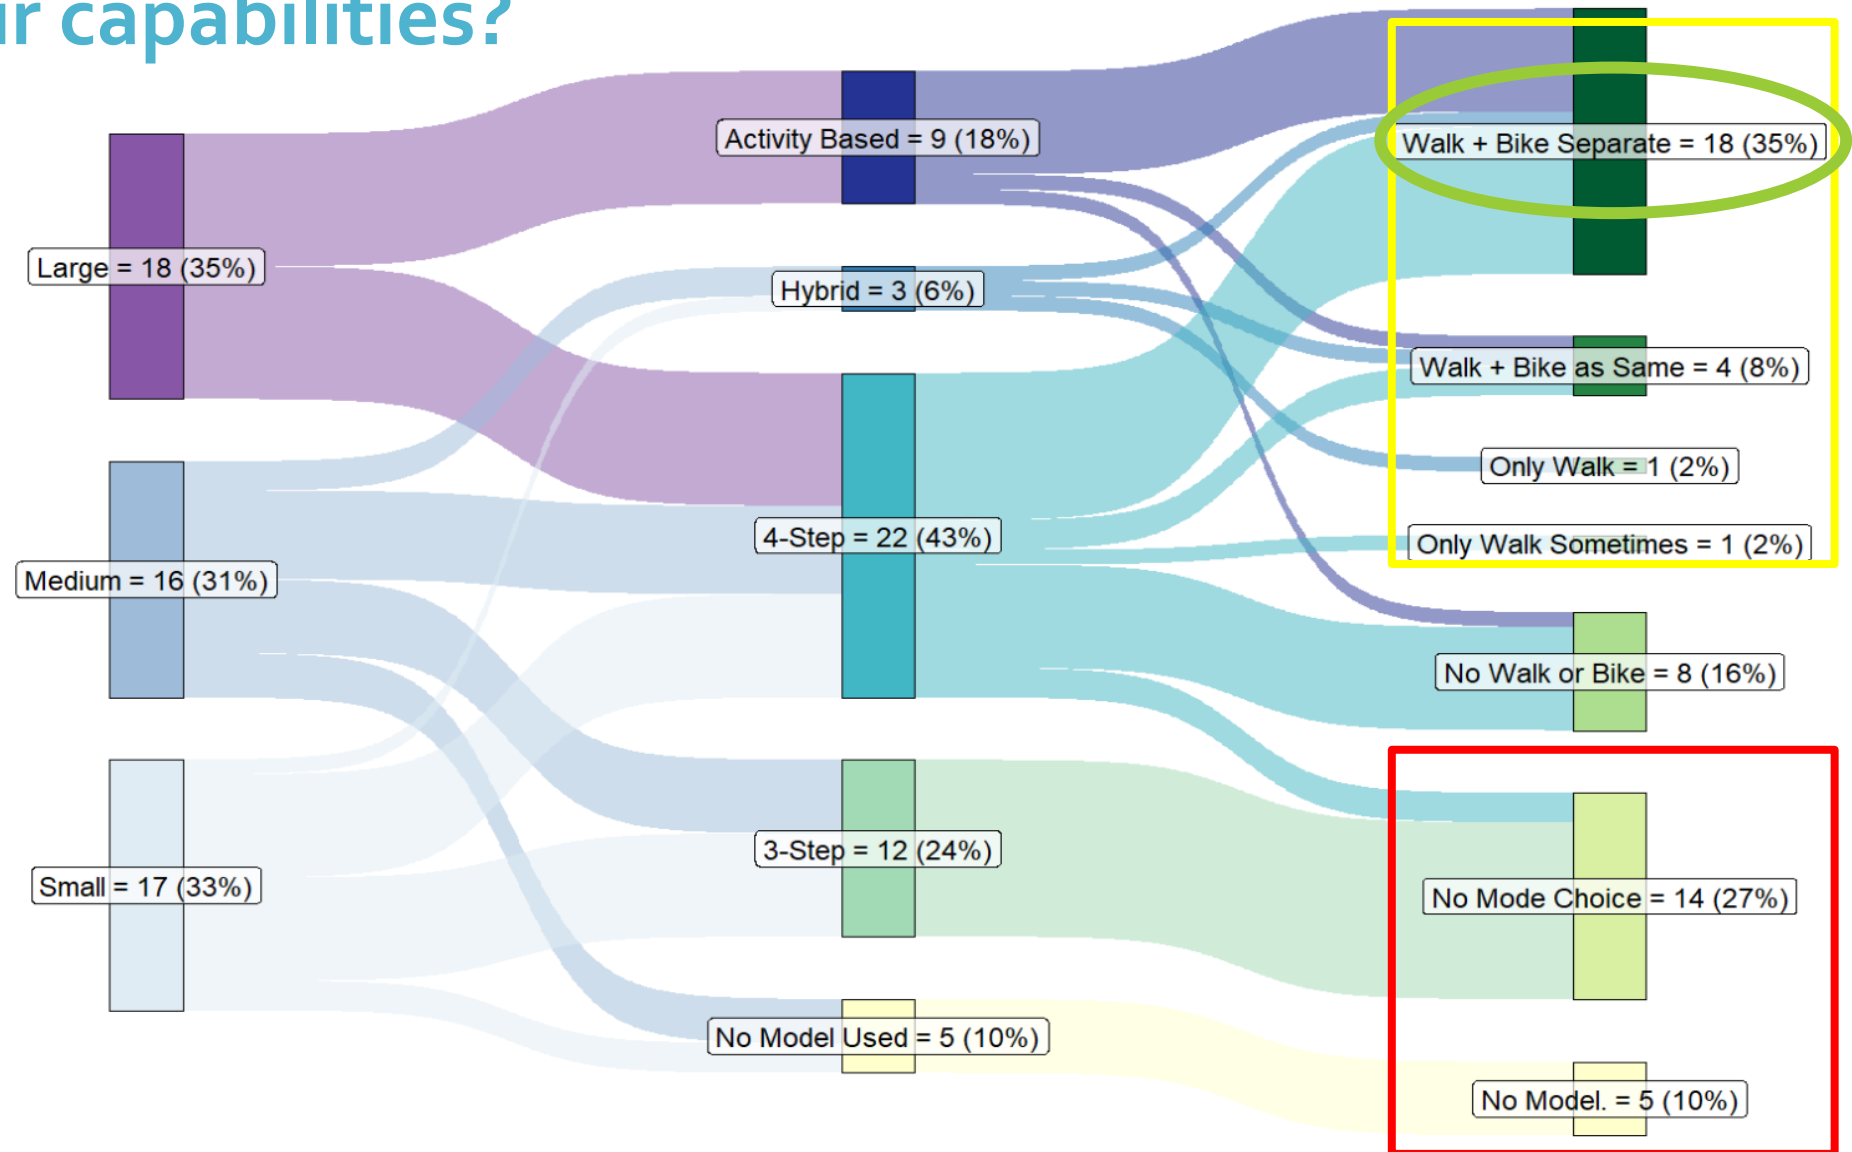 ir capabilities?
Large = 18 (35%)
Medium = 16 (31%)
Small = 17 (33%)
Activity Based = 9 (18%)
Hybrid = 3 (6%)
4-Step = 22 (43%)
3-Step = 12 (24%)
No Model Used = 5 (10%)
Walk + Bike Separate = 18 (35%)
Walk + Bike as Same = 4 (8%)
Only Walk = 1 (2%)
Only Walk Sometimes = 1 (2%)
No Walk or Bike = 8 (16%)
No Mode Choice = 14 (27%)
No Model. = 5 (10%)